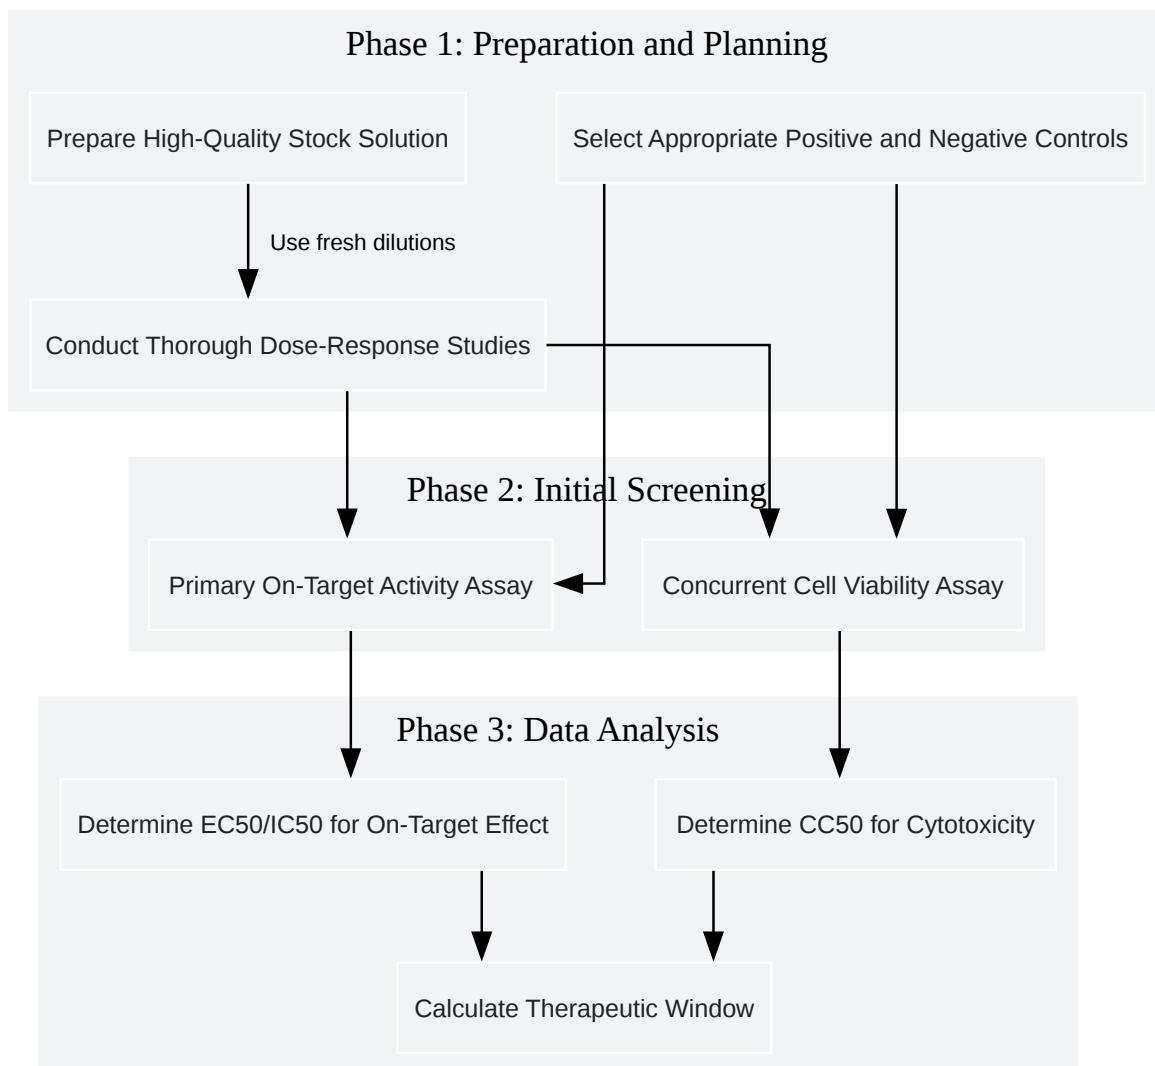 Phase 1: Preparation and Planning
Prepare High-Quality Stock Solution
Select Appropriate Positive and Negative Controls
Use fresh dilutions
Conduct Thorough Dose-Response Studies
Phase 2: Initial Screening
Primary On-Target Activity Assay
Concurrent Cell Viability Assay
Phase 3: Data Analysis
Determine EC50/IC50 for On-Target Effect
Determine CC50 for Cytotoxicity
Calculate Therapeutic Window